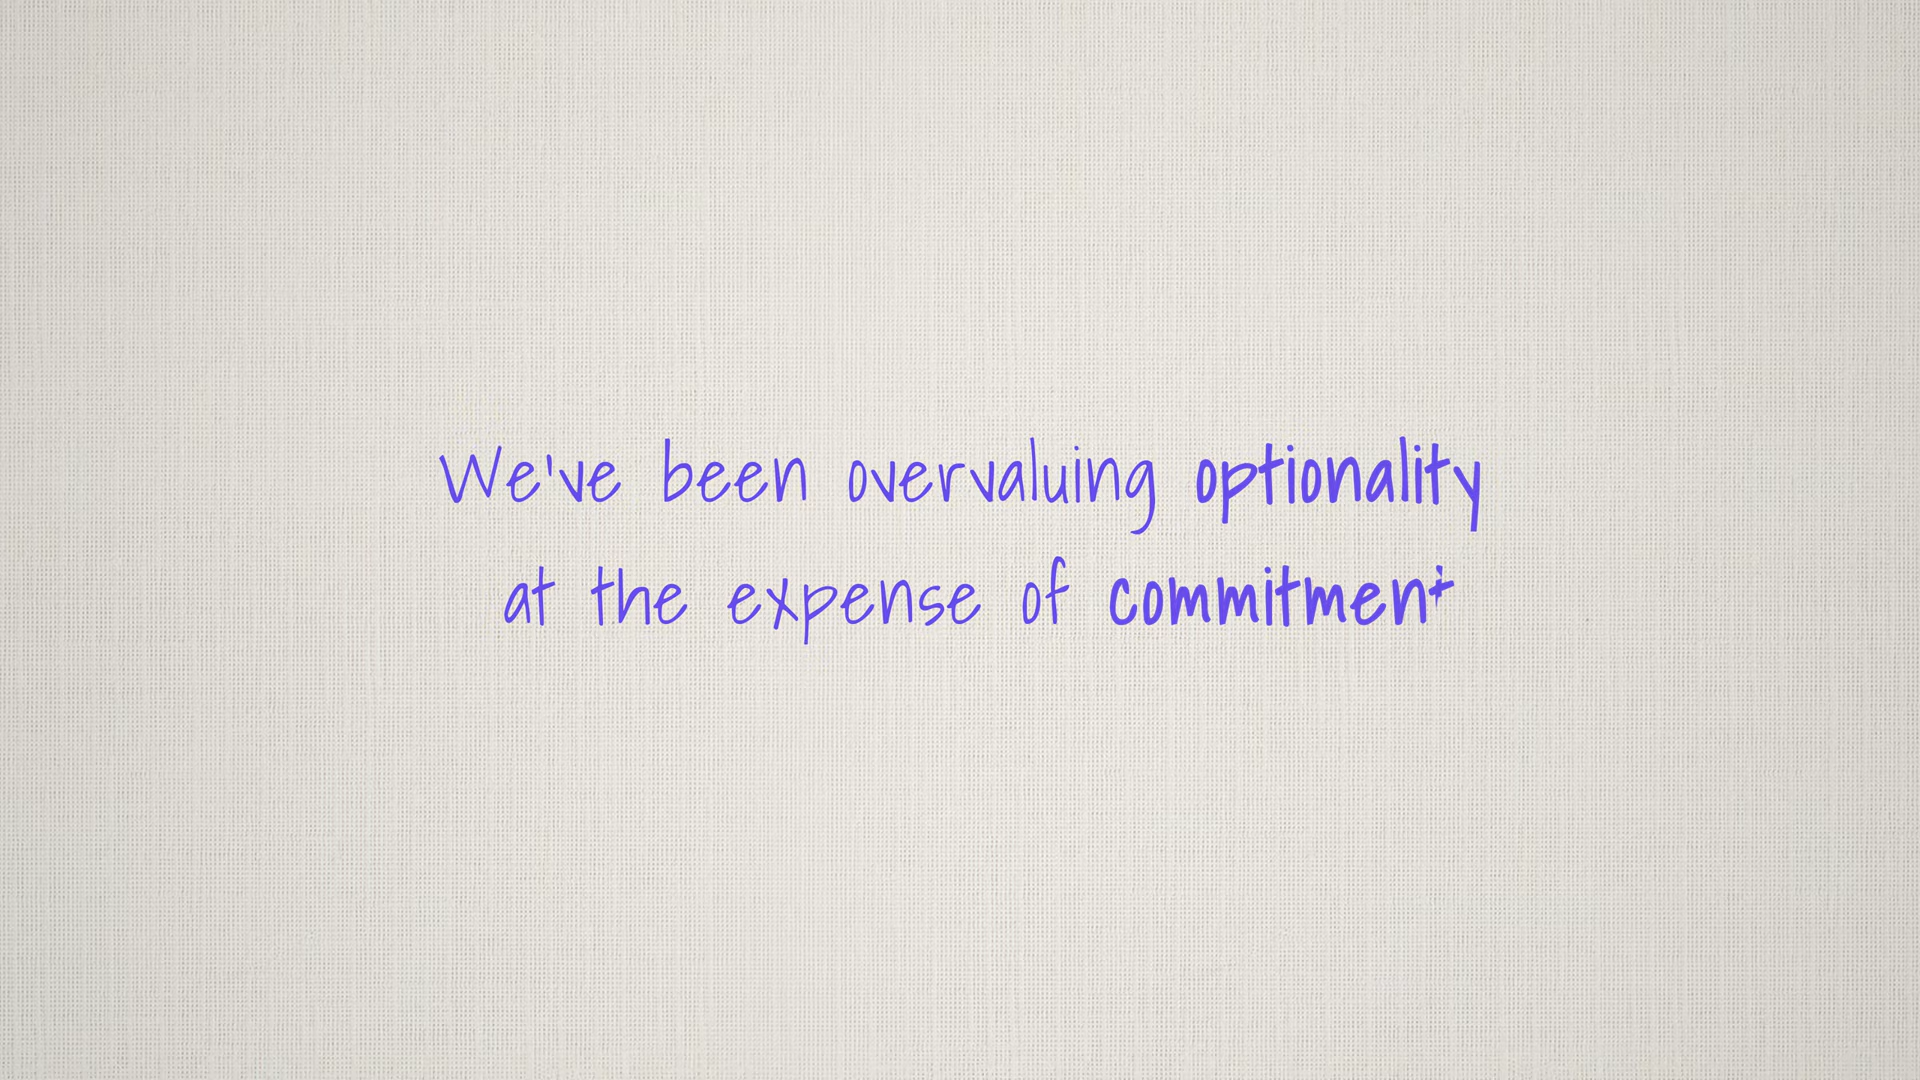 We've been overvaluing optionality
at the expense of commitment